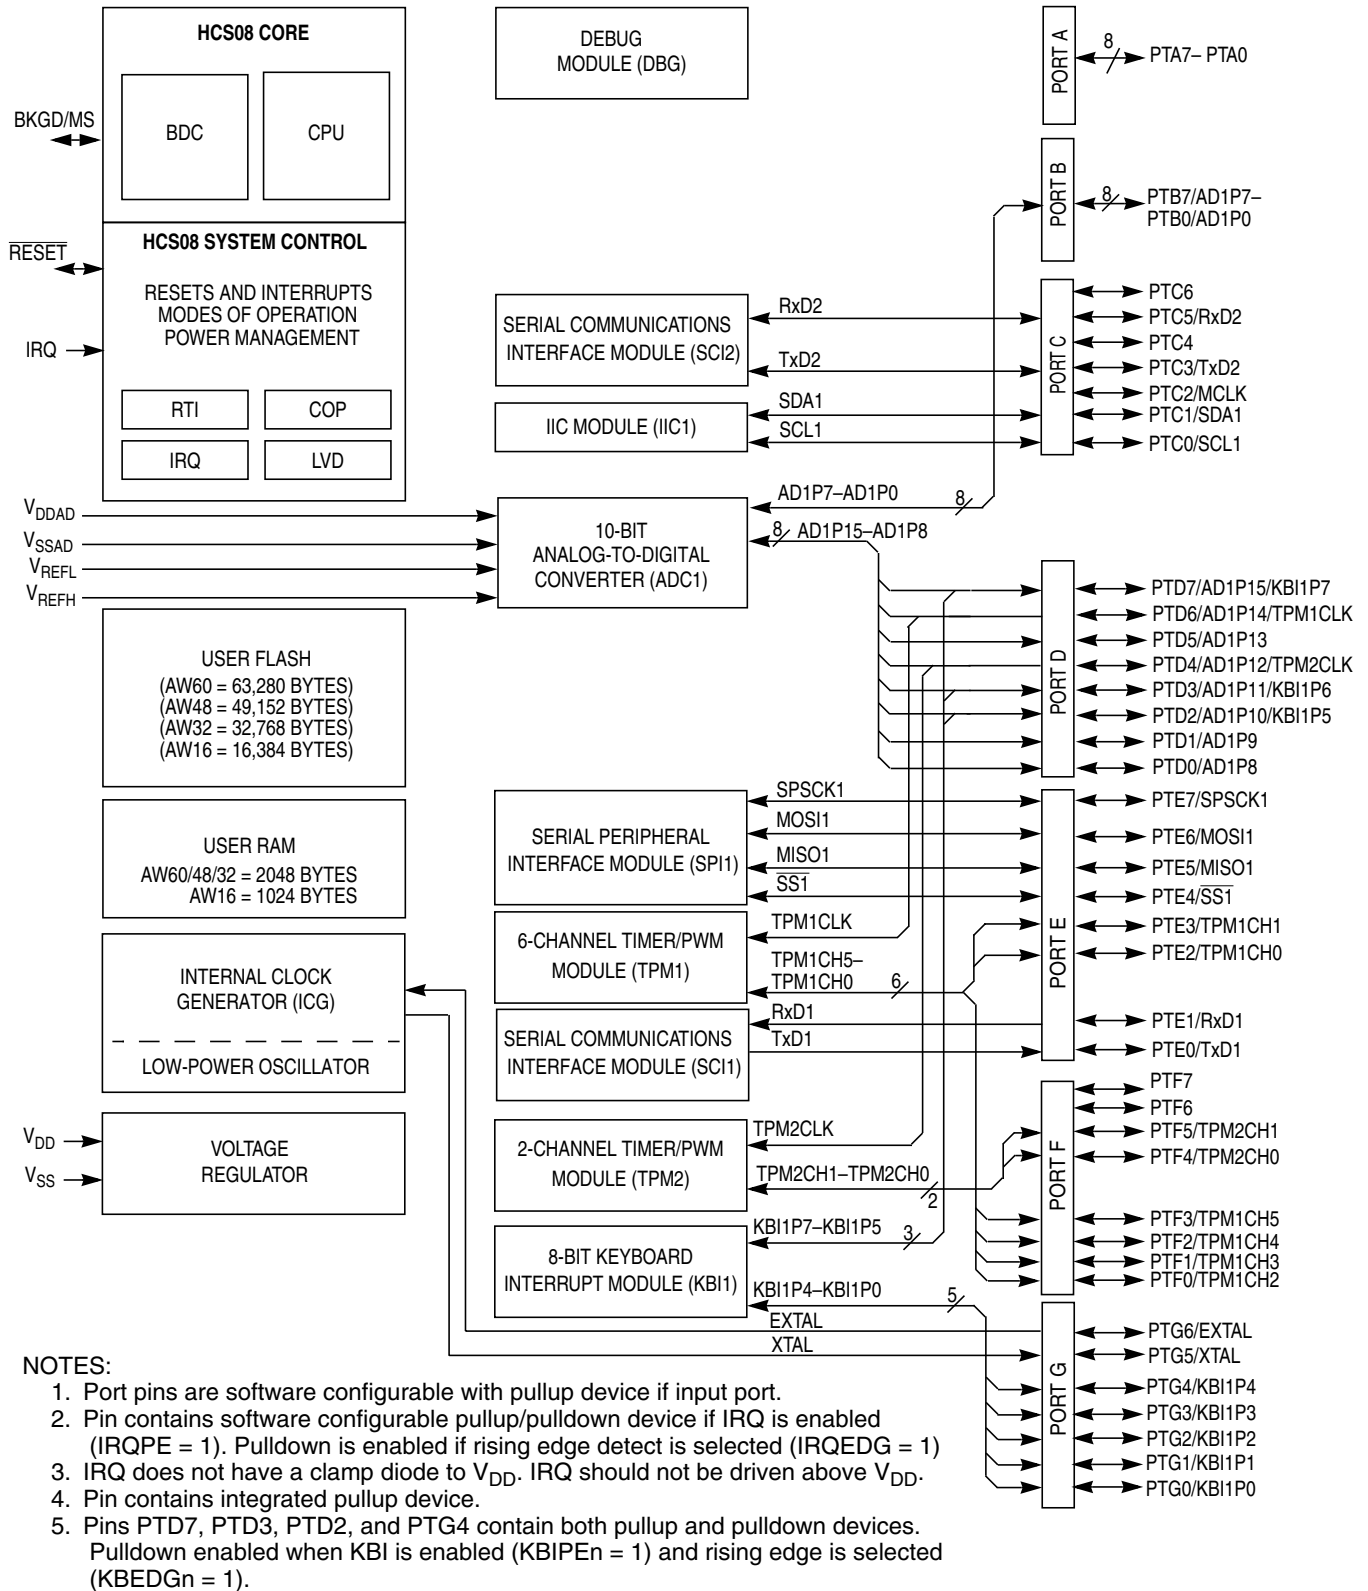 HCS08 CORE
BDC
CPU
BKGD/MS
HCS08 SYSTEM CONTROL
RESET
RESETS AND INTERRUPTS
MODES OF OPERATION
POWER MANAGEMENT
IRQ
RTI
COP
IRQ
LVD
VDDAD
VSSAD
VREFL
VREFH
USER FLASH
(AW60 = 63,280 BYTES)
(AW48 = 49,152 BYTES)
(AW32 = 32,768 BYTES)
(AW16 = 16,384 BYTES)
USER RAM
AW60/48/32 = 2048 BYTES
AW16 = 1024 BYTES
INTERNAL CLOCK
GENERATOR (ICG)
LOW-POWER OSCILLATOR
VDD
VSS
VOLTAGE
REGULATOR
DEBUG
MODULE (DBG)
SERIAL COMMUNICATIONS
INTERFACE MODULE (SCI2)
RxD2
TxD2
IIC MODULE (IIC1)
SDA1
SCL1
10-BIT
ANALOG-TO-DIGITAL
CONVERTER (ADC1)
AD1P7–AD1P0
8
8
AD1P15–AD1P8
SERIAL PERIPHERAL
INTERFACE MODULE (SPI1)
SPSCK1
MOSI1
MISO1
SS1
6-CHANNEL TIMER/PWM
MODULE (TPM1)
TPM1CLK
TPM1CH5–
TPM1CH0
6
SERIAL COMMUNICATIONS
INTERFACE MODULE (SCI1)
RxD1
TxD1
2-CHANNEL TIMER/PWM
MODULE (TPM2)
TPM2CLK
TPM2CH1–TPM2CH0
2
8-BIT KEYBOARD
INTERRUPT MODULE (KBI1)
KBI1P7–KBI1P5
3
KBI1P4–KBI1P0
5
EXTAL
XTAL
PORT A
8
PTA7– PTA0
PORT B
8
PTB7/AD1P7–
PTB0/AD1P0
PORT C
PTC6
PTC5/RxD2
PTC4
PTC3/TxD2
PTC2/MCLK
PTC1/SDA1
PTC0/SCL1
PORT D
PTD7/AD1P15/KBI1P7
PTD6/AD1P14/TPM1CLK
PTD5/AD1P13
PTD4/AD1P12/TPM2CLK
PTD3/AD1P11/KBI1P6
PTD2/AD1P10/KBI1P5
PTD1/AD1P9
PTD0/AD1P8
PORT E
PTE7/SPSCK1
PTE6/MOSI1
PTE5/MISO1
PTE4/SS1
PTE3/TPM1CH1
PTE2/TPM1CH0
PTE1/RxD1
PTE0/TxD1
PORT F
PTF7
PTF6
PTF5/TPM2CH1
PTF4/TPM2CH0
PTF3/TPM1CH5
PTF2/TPM1CH4
PTF1/TPM1CH3
PTF0/TPM1CH2
PORT G
PTG6/EXTAL
PTG5/XTAL
PTG4/KBI1P4
PTG3/KBI1P3
PTG2/KBI1P2
PTG1/KBI1P1
PTG0/KBI1P0
NOTES:
1. Port pins are software configurable with pullup device if input port.
2. Pin contains software configurable pullup/pulldown device if IRQ is enabled
(IRQPE = 1). Pulldown is enabled if rising edge detect is selected (IRQEDG = 1)
3. IRQ does not have a clamp diode to VDD. IRQ should not be driven above VDD.
4. Pin contains integrated pullup device.
5. Pins PTD7, PTD3, PTD2, and PTG4 contain both pullup and pulldown devices.
Pulldown enabled when KBI is enabled (KBIPEn = 1) and rising edge is selected
(KBEDGn = 1).